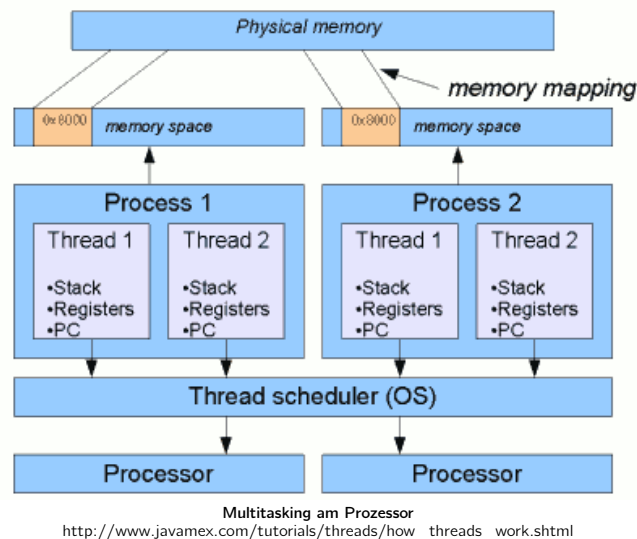 Physical memory
memory mapping
0x8000 memory space
0x8000 memory space
Process 1
Process 2
Thread 1
Thread 2
Thread 1
Thread 2
•Stack
•Registers
•PC
•Stack
•Registers
•PC
•Stack
•Registers
•PC
•Stack
•Registers
•PC
Thread scheduler (OS)
Processor
Processor
Multitasking am Prozessor
http://www.javamex.com/tutorials/threads/how threads work.shtml